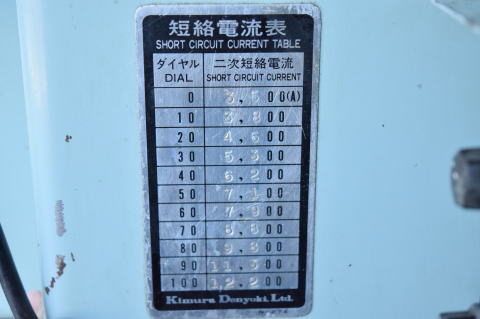 短絡電流表
SHORT CIRCUIT CURRENT TABLE
ダイヤル 二次短絡電流
DIAL SHORT CIRCUIT CURRENT
0 3,500(A)
10 3,800
20 4,600
30 5,300
40 6,200
50 7,100
60 7,900
70 8,800
80 9,800
90 11,300
100 12,200
Kimura Denyoki, Ltd.